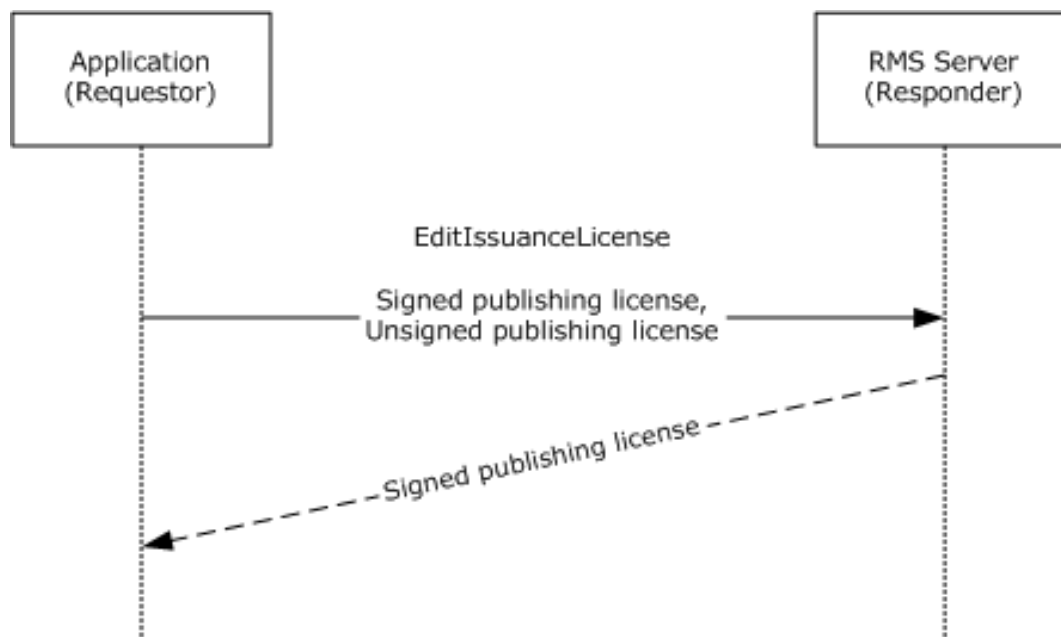 Application
(Requestor)
RMS Server
(Responder)
EditIssuanceLicense
Signed publishing license,
Unsigned publishing license
Signed publishing license